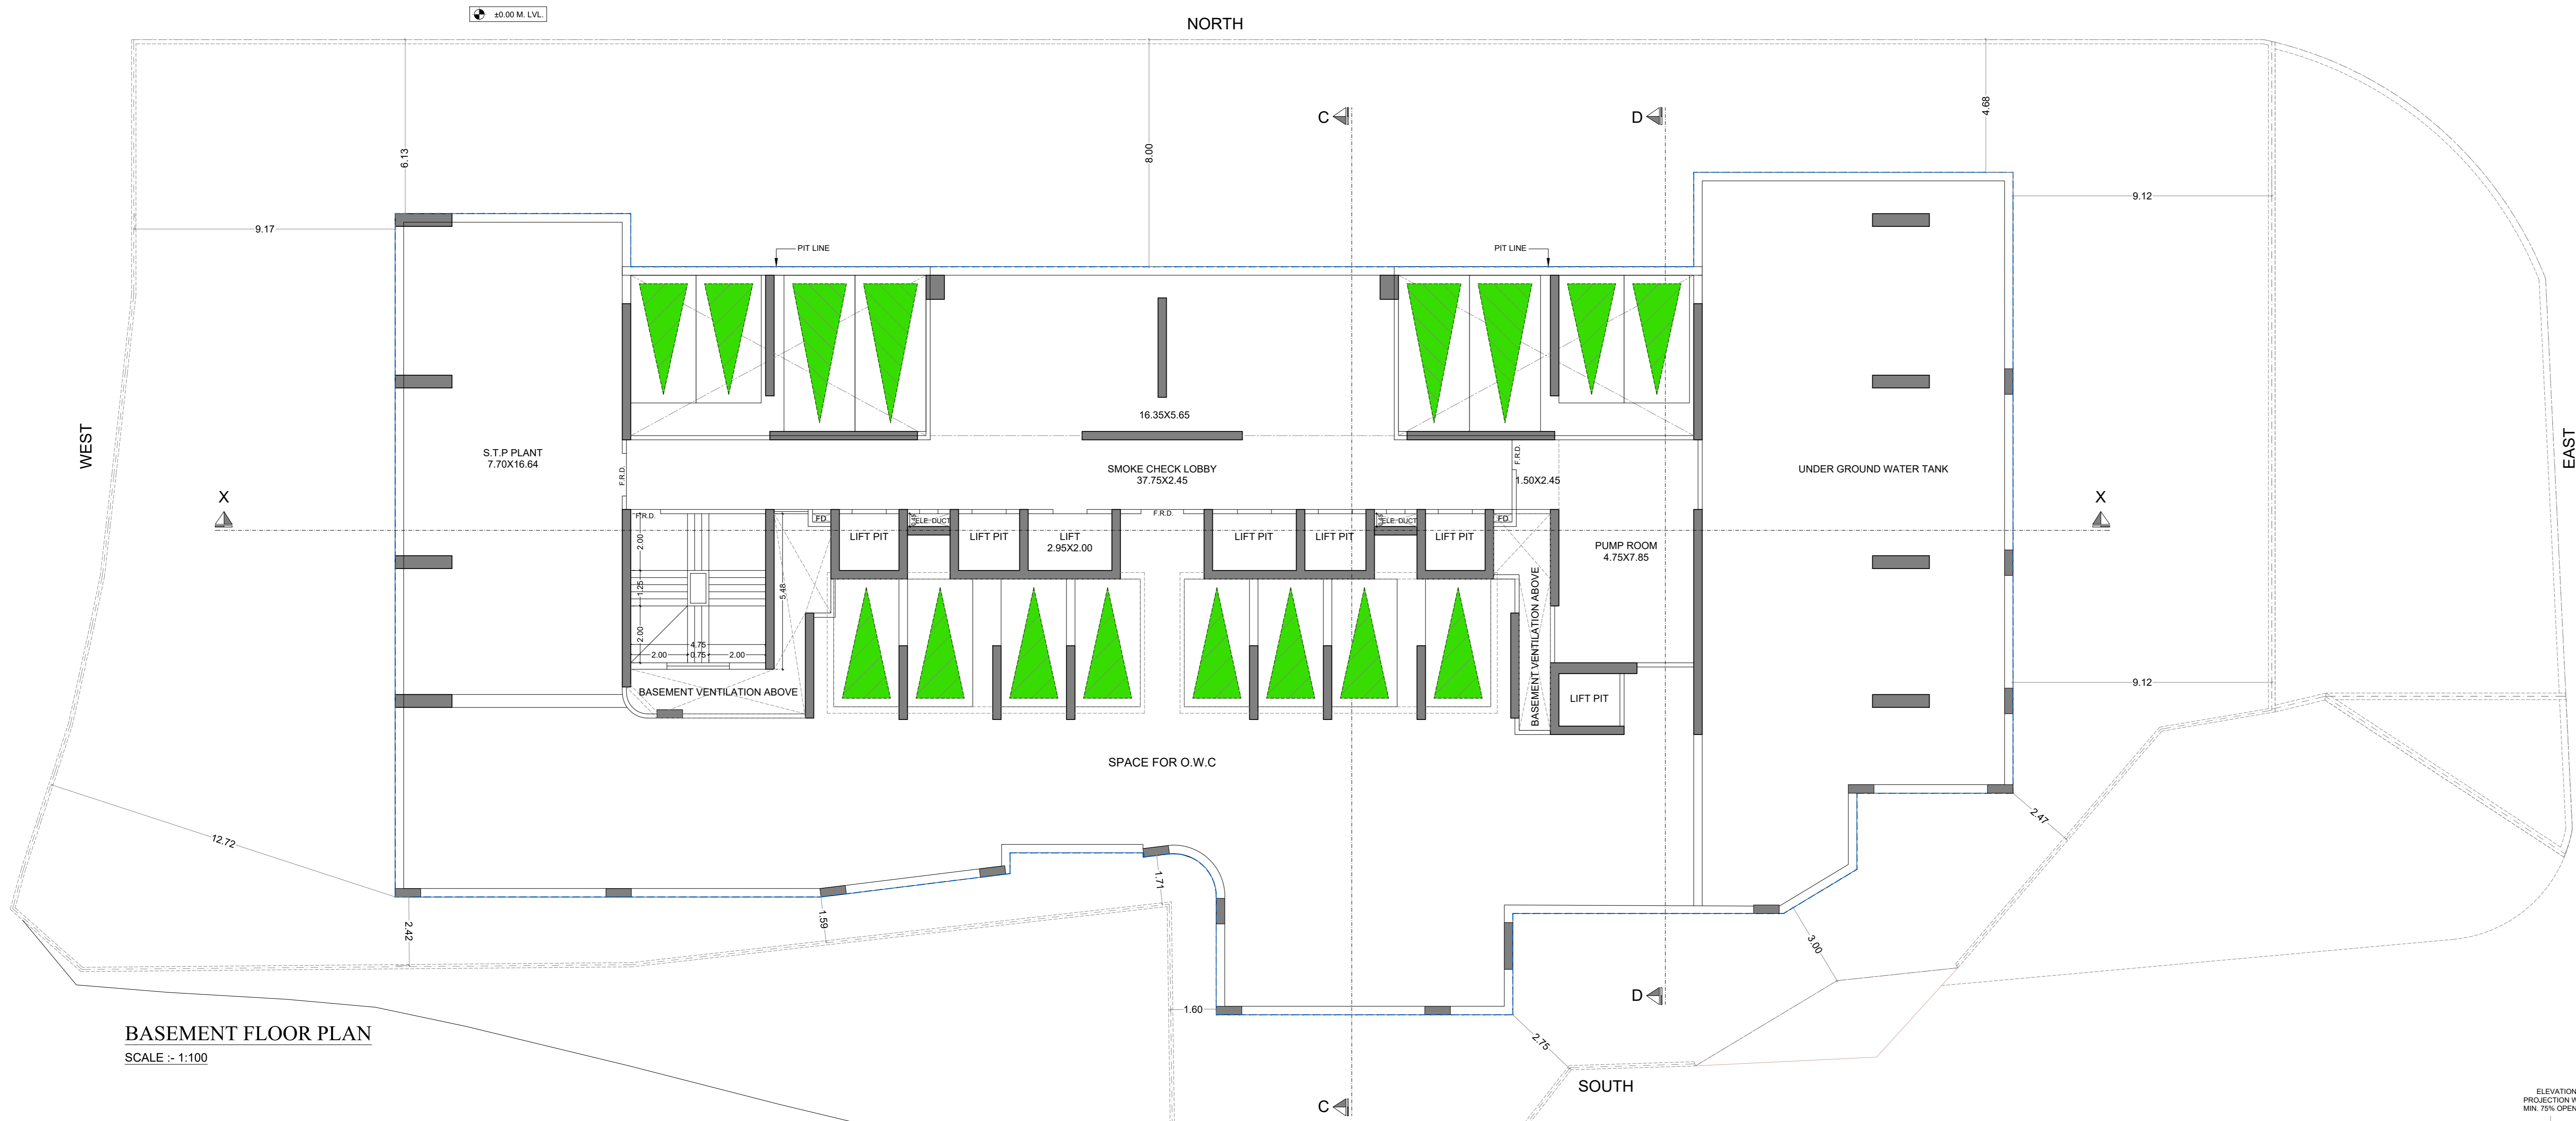 ±0.00 M. LVL.
NORTH
C
D
6.13
8.00
4.68
9.17
9.12
PIT LINE
PIT LINE
WEST
EAST
16.35X5.65
S.T.P PLANT
7.70X16.64
F.R.D.
SMOKE CHECK LOBBY
37.75X2.45
F.R.D.
1.50X2.45
UNDER GROUND WATER TANK
X
X
F.R.D.
FD
ELE. DUCT
F.R.D.
ELE. DUCT
FD
LIFT PIT
LIFT PIT
LIFT
2.95X2.00
LIFT PIT
LIFT PIT
LIFT PIT
PUMP ROOM
4.75X7.85
2.00
1.25
2.00
5.48
4.75
2.00
0.75
2.00
BASEMENT VENTILATION ABOVE
BASEMENT VENTILATION ABOVE
LIFT PIT
9.12
SPACE FOR O.W.C
12.72
2.47
1.71
1.59
2.42
3.00
1.60
D
2.75
BASEMENT FLOOR PLAN
SCALE :- 1:100
SOUTH
C
ELEVATION
PROJECTION W
MIN. 75% OPEN